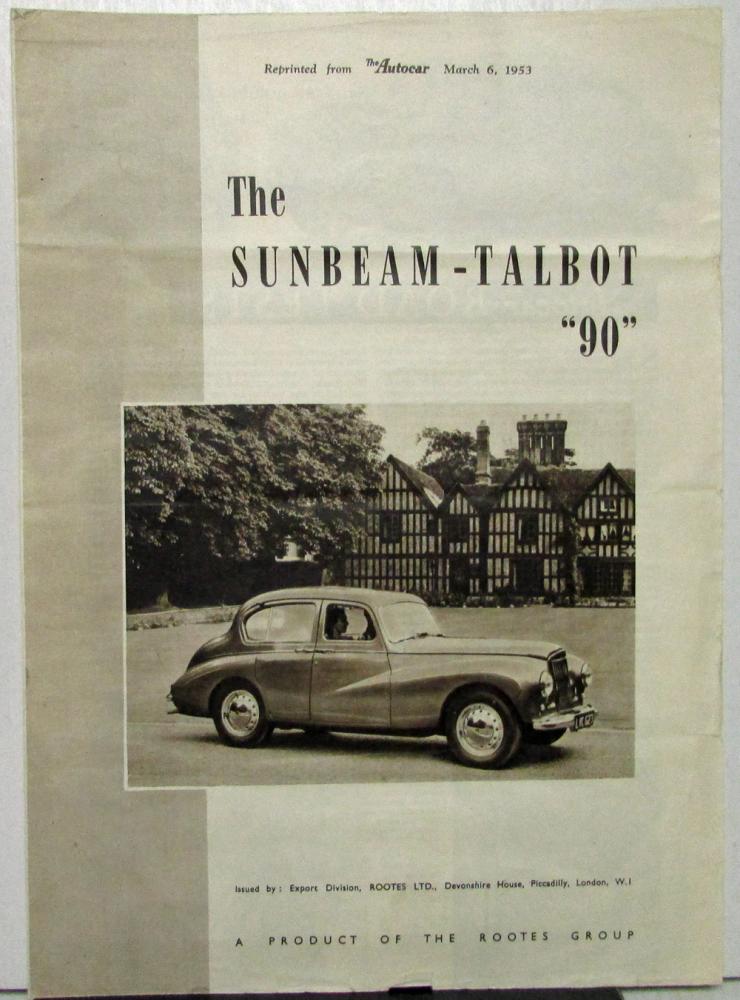 Reprinted from The Autocar March 6, 1953
The
SUNBEAM-TALBOT
“90”
Issued by: Export Division, ROOTES LTD., Devonshire House, Piccadilly, London, W.1
A PRODUCT OF THE ROOTES GROUP